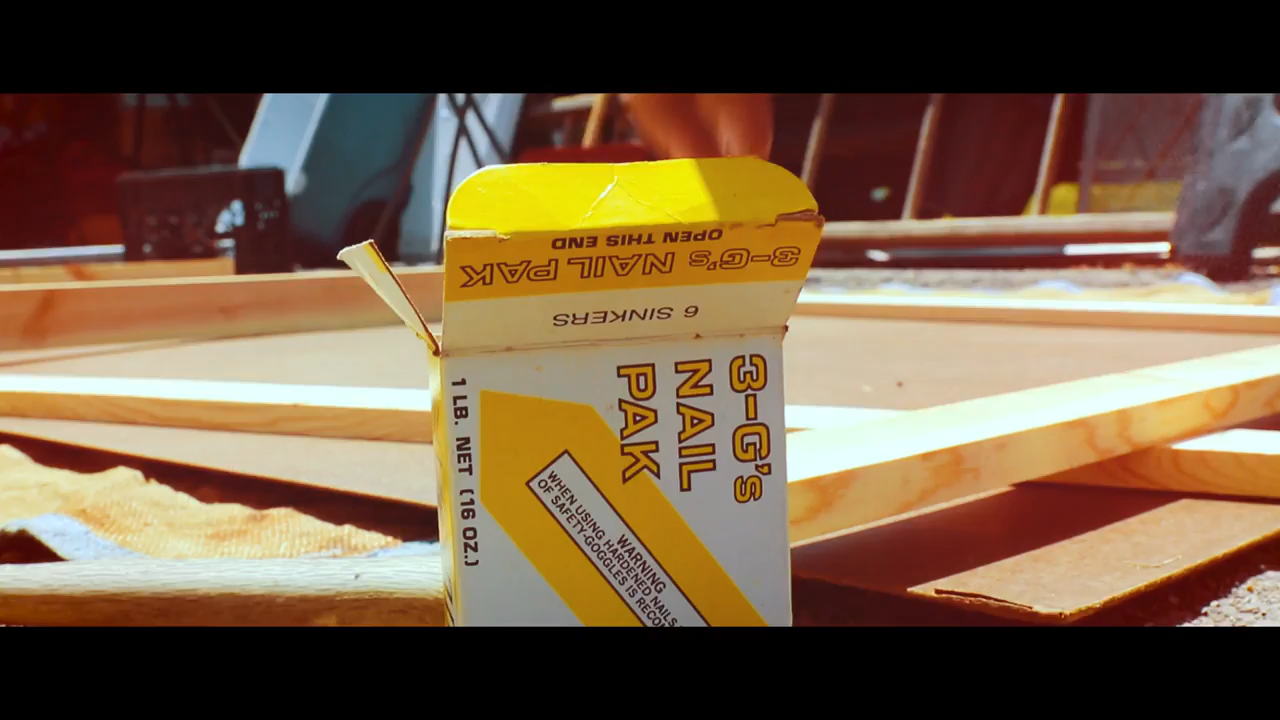 OPEN THIS END
3-G's NAIL PAK
6 SINKERS
3-G's
NAIL
PAK
1 LB. NET (16 OZ.)
WARNING
WHEN USING HARDENED NAILS
OF SAFETY-GOGGLES IS